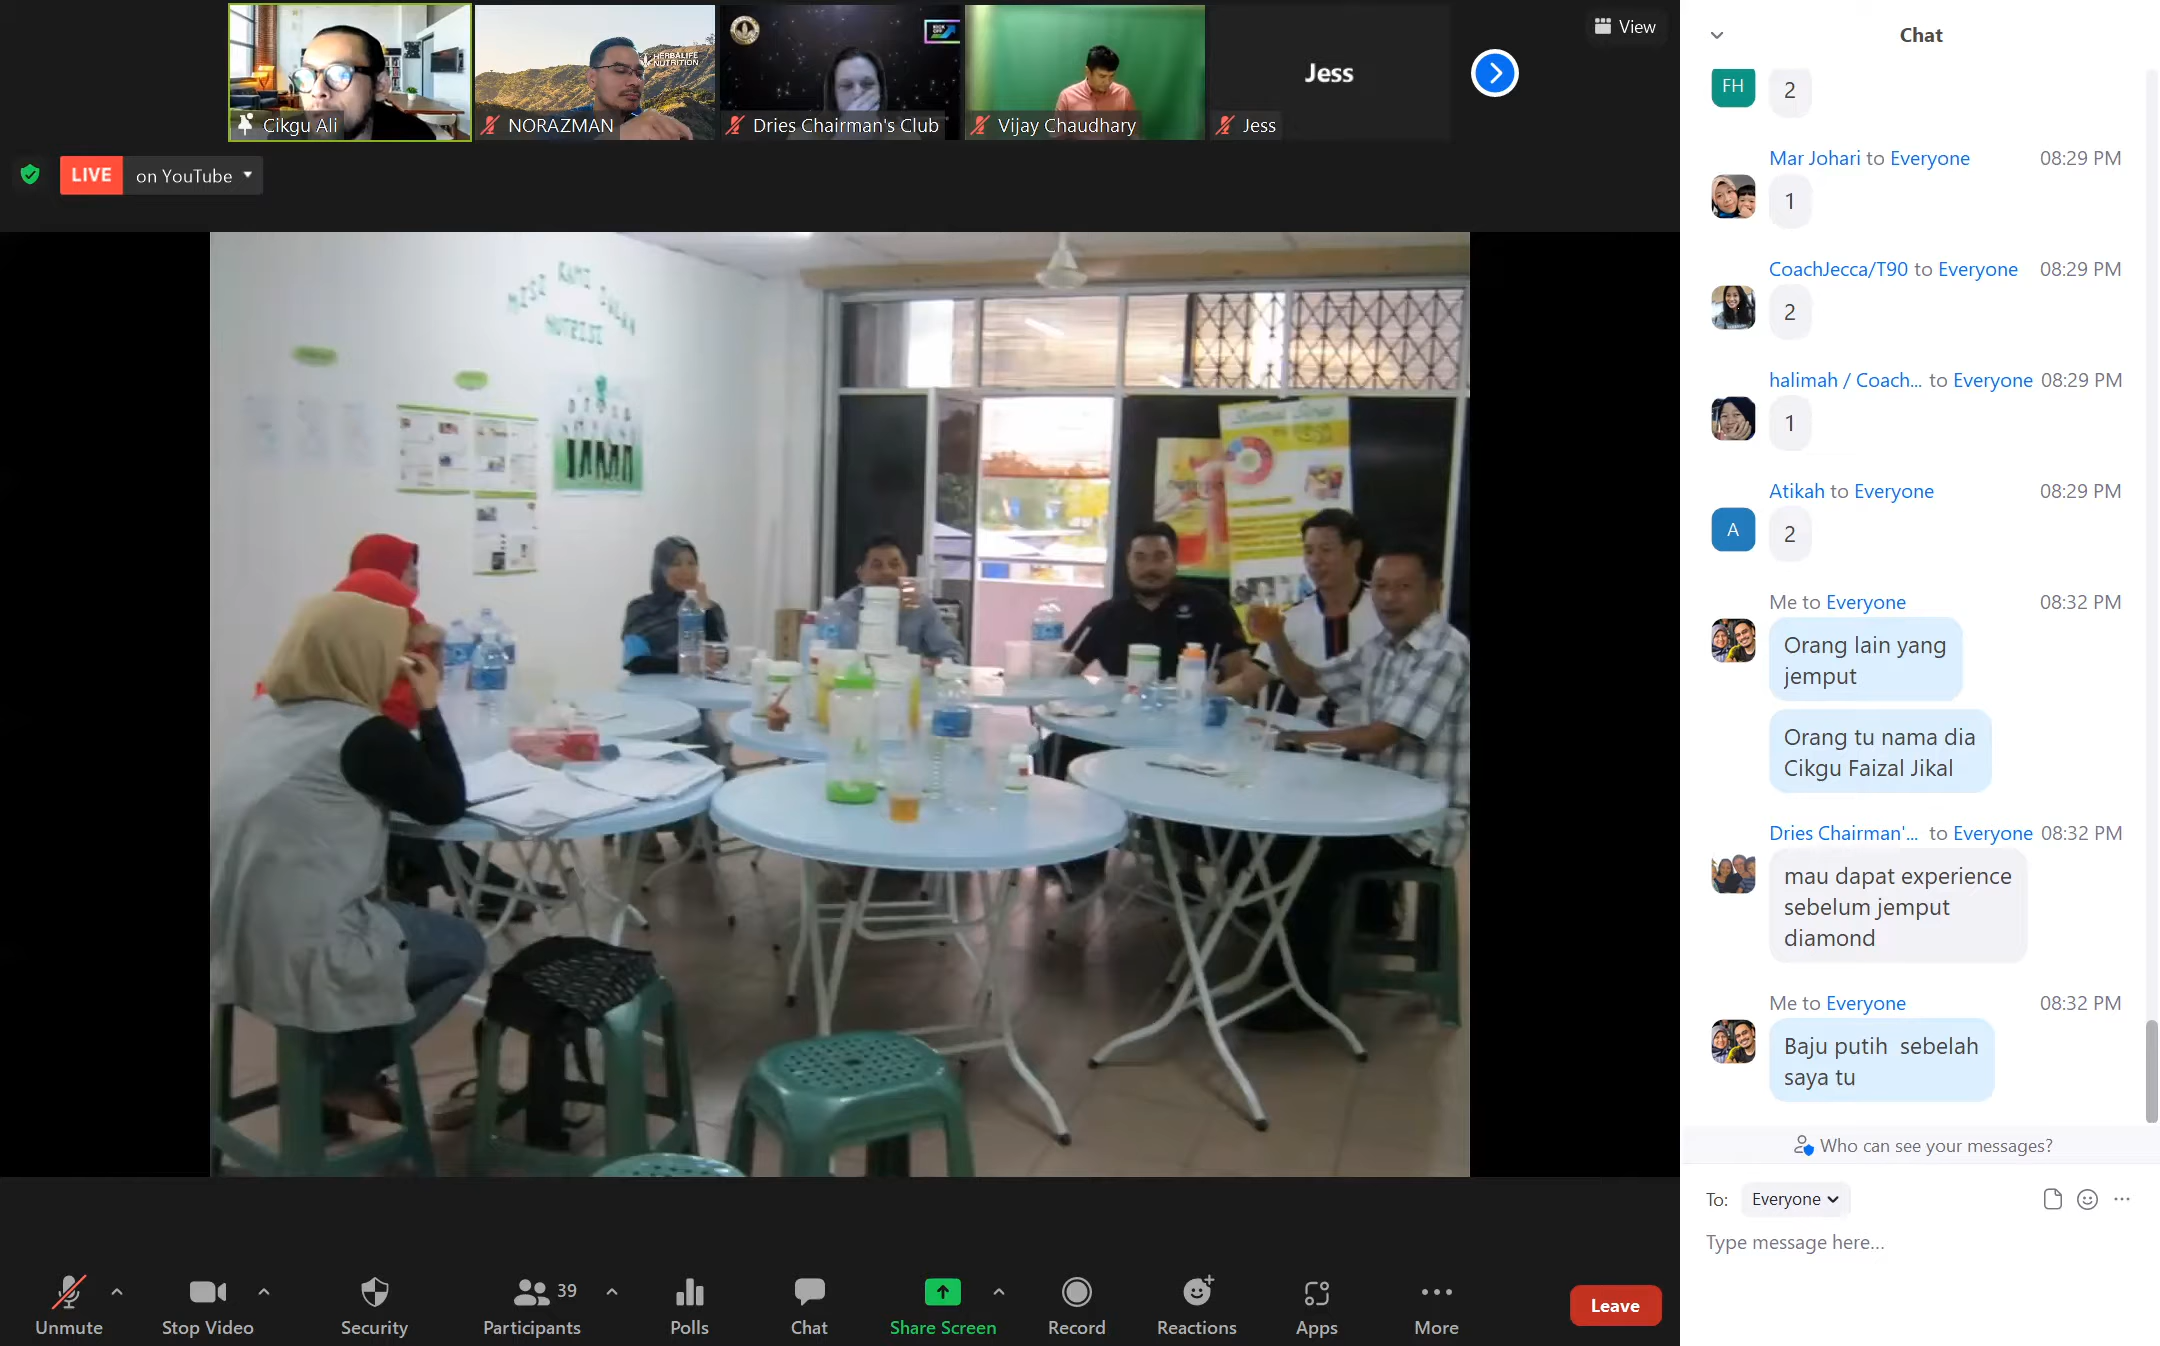 View
Jess
HERBALIFE
NUTRITION
Cikgu Ali
NORAZMAN
Dries Chairman's Club
Vijay Chaudhary
Jess
LIVE on YouTube
MISI KAMI IALAH
NUTRISI
Chat
FH
2
Mar Johari to Everyone 08:29 PM
1
CoachJecca/T90 to Everyone 08:29 PM
2
halimah / Coach... to Everyone 08:29 PM
1
Atikah to Everyone 08:29 PM
A
2
Me to Everyone 08:32 PM
Orang lain yang
jemput
Orang tu nama dia
Cikgu Faizal Jikal
Dries Chairman'... to Everyone 08:32 PM
mau dapat experience
sebelum jemput
diamond
Me to Everyone 08:32 PM
Baju putih sebelah
saya tu
Who can see your messages?
To: Everyone
Type message here...
Unmute
Stop Video
Security
39
Participants
Polls
Chat
Share Screen
Record
Reactions
Apps
More
Leave